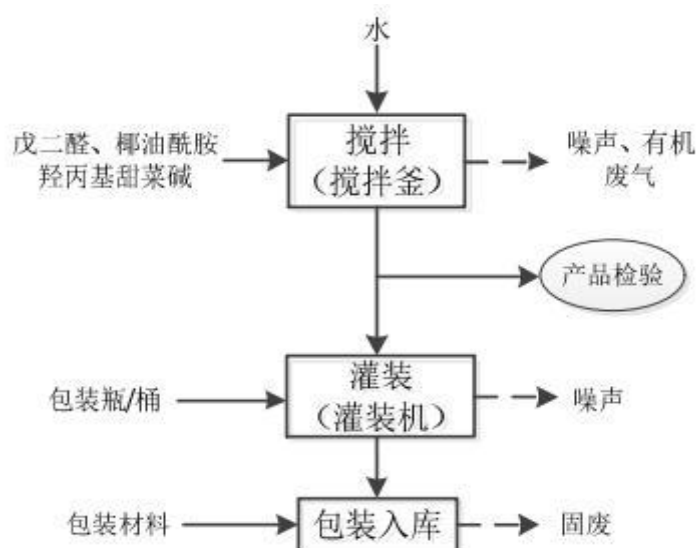 水
戊二醛、椰油酰胺
羟丙基甜菜碱
搅拌
（搅拌釜）
噪声、有机
废气
产品检验
包装瓶/桶
灌装
（灌装机）
噪声
包装材料
包装入库
固废